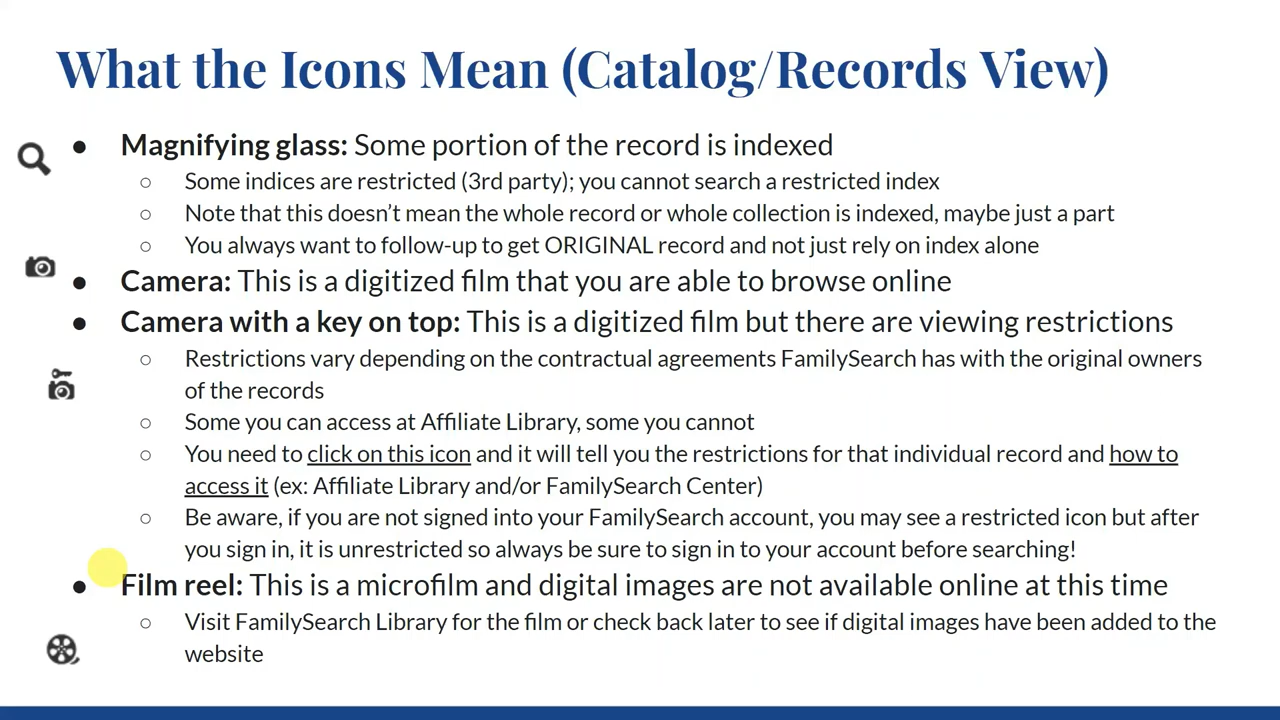 What the Icons Mean (Catalog/Records View)
● Magnifying glass: Some portion of the record is indexed
○ Some indices are restricted (3rd party); you cannot search a restricted index
○ Note that this doesn’t mean the whole record or whole collection is indexed, maybe just a part
○ You always want to follow-up to get ORIGINAL record and not just rely on index alone
● Camera: This is a digitized film that you are able to browse online
● Camera with a key on top: This is a digitized film but there are viewing restrictions
○ Restrictions vary depending on the contractual agreements FamilySearch has with the original owners
of the records
○ Some you can access at Affiliate Library, some you cannot
○ You need to click on this icon and it will tell you the restrictions for that individual record and how to
access it (ex: Affiliate Library and/or FamilySearch Center)
○ Be aware, if you are not signed into your FamilySearch account, you may see a restricted icon but after
you sign in, it is unrestricted so always be sure to sign in to your account before searching!
● Film reel: This is a microfilm and digital images are not available online at this time
○ Visit FamilySearch Library for the film or check back later to see if digital images have been added to the
website